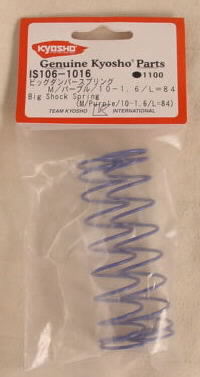 KYOSHO
Genuine Kyosho Parts
IS106-1016 ●1100
ビッグダンパースプリング
M/パープル/10-1.6/L=84
Big Shock Spring
(M/Purple/10-1.6/L=84)
TEAM KYOSHO K INTERNATIONAL